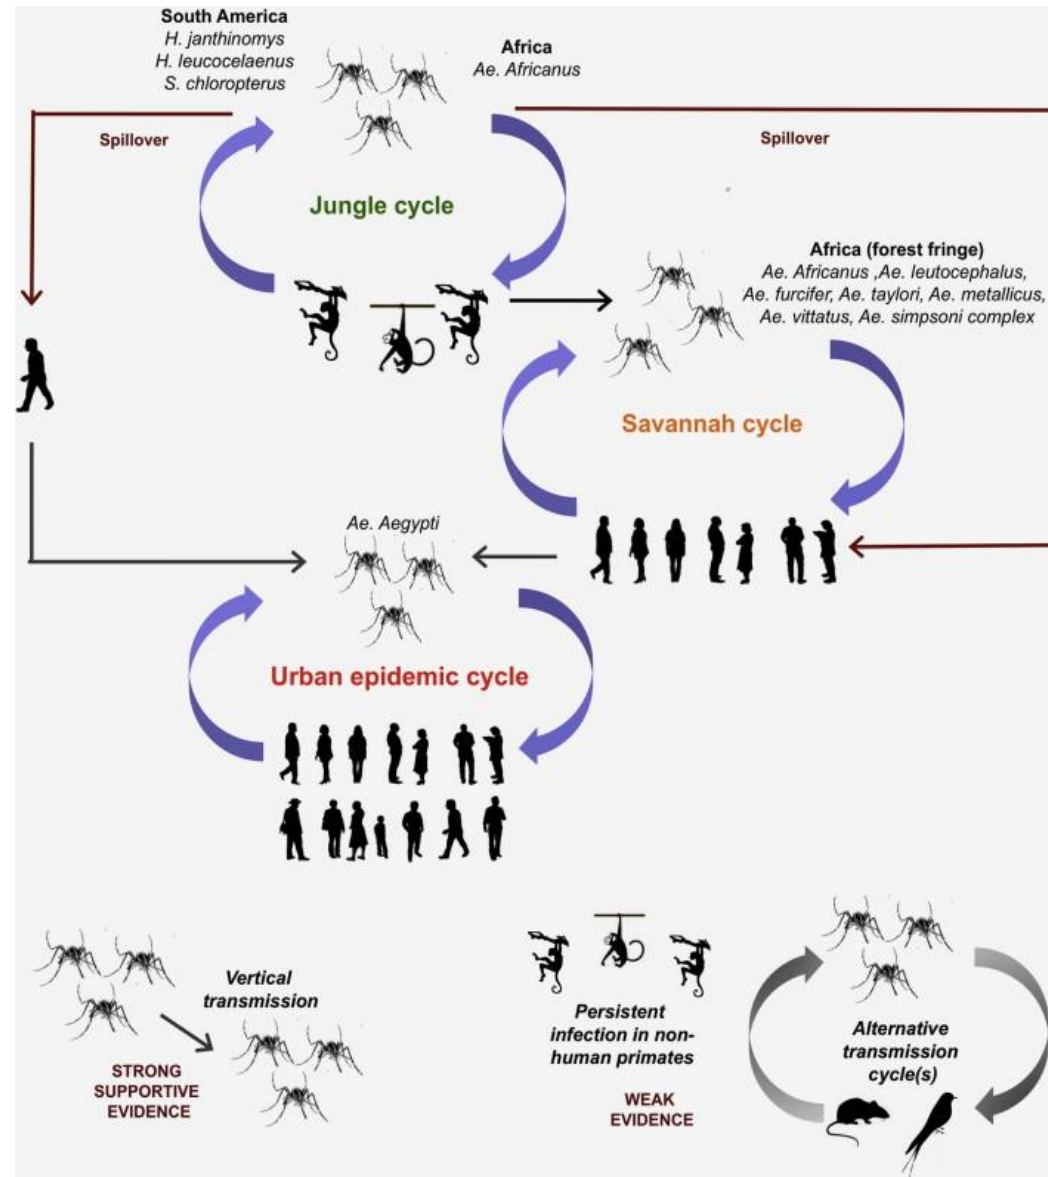 South America
H. janthinomys
H. leucocelaenus
S. chloropterus
Africa
Ae. Africanus
Spillover
Spillover
Jungle cycle
Africa (forest fringe)
Ae. Africanus ,Ae. leutocephalus,
Ae. furcifer, Ae. taylori, Ae. metallicus,
Ae. vittatus, Ae. simpsoni complex
Savannah cycle
Ae. Aegypti
Urban epidemic cycle
Vertical
transmission
STRONG
SUPPORTIVE
EVIDENCE
Persistent
infection in non-
human primates
WEAK
EVIDENCE
Alternative
transmission
cycle(s)